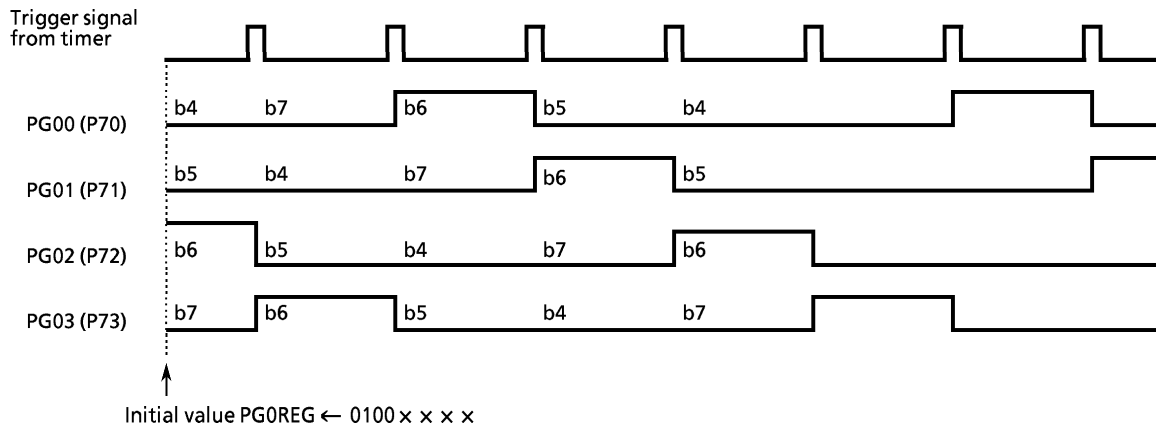 Trigger signal
from timer
PG00 (P70) b4 b7 b6 b5 b4
PG01 (P71) b5 b4 b7 b6 b5
PG02 (P72) b6 b5 b4 b7 b6
PG03 (P73) b7 b6 b5 b4 b7
Initial value PG0REG ← 0100××××